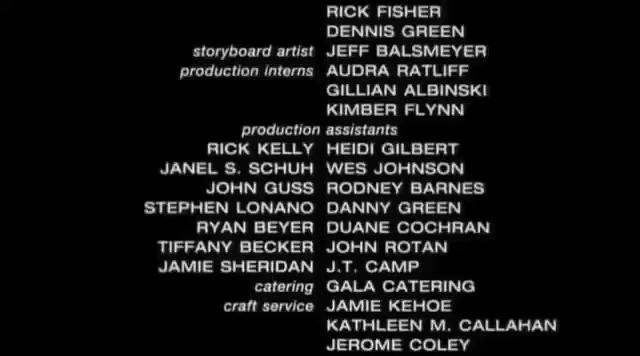 RICK FISHER
DENNIS GREEN
storyboard artist JEFF BALSMEYER
production interns AUDRA RATLIFF
GILLIAN ALBINSKI
KIMBER FLYNN
production assistants
RICK KELLY HEIDI GILBERT
JANEL S. SCHUH WES JOHNSON
JOHN GUSS RODNEY BARNES
STEPHEN LONANO DANNY GREEN
RYAN BEYER DUANE COCHRAN
TIFFANY BECKER JOHN ROTAN
JAMIE SHERIDAN J.T. CAMP
catering GALA CATERING
craft service JAMIE KEHOE
KATHLEEN M. CALLAHAN
JEROME COLEY